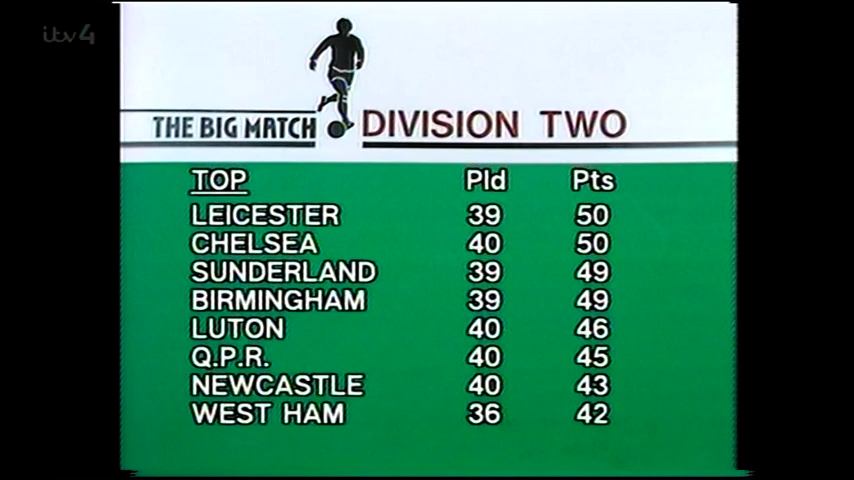 itv4
THE BIG MATCH DIVISION TWO
TOP Pld Pts
LEICESTER 39 50
CHELSEA 40 50
SUNDERLAND 39 49
BIRMINGHAM 39 49
LUTON 40 46
Q.P.R. 40 45
NEWCASTLE 40 43
WEST HAM 36 42